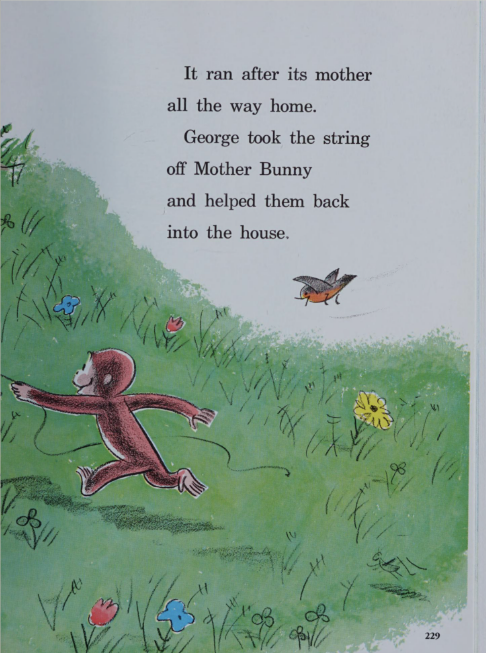 It ran after its mother
all the way home.
George took the string
off Mother Bunny
and helped them back
into the house.
229